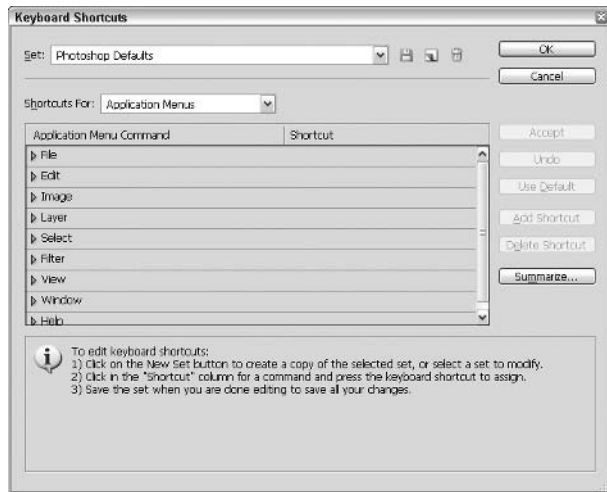 Keyboard Shortcuts
Set: Photoshop Defaults
OK
Cancel
Shortcuts For: Application Menus
Application Menu Command Shortcut
File
Edit
Image
Layer
Select
Filter
View
Window
Help
Accept
Undo
Use Default
Add Shortcut
Delete Shortcut
Summarize...
To edit keyboard shortcuts:
1) Click on the New Set button to create a copy of the selected set, or select a set to modify.
2) Click in the "Shortcut" column for a command and press the keyboard shortcut to assign.
3) Save the set when you are done editing to save all your changes.